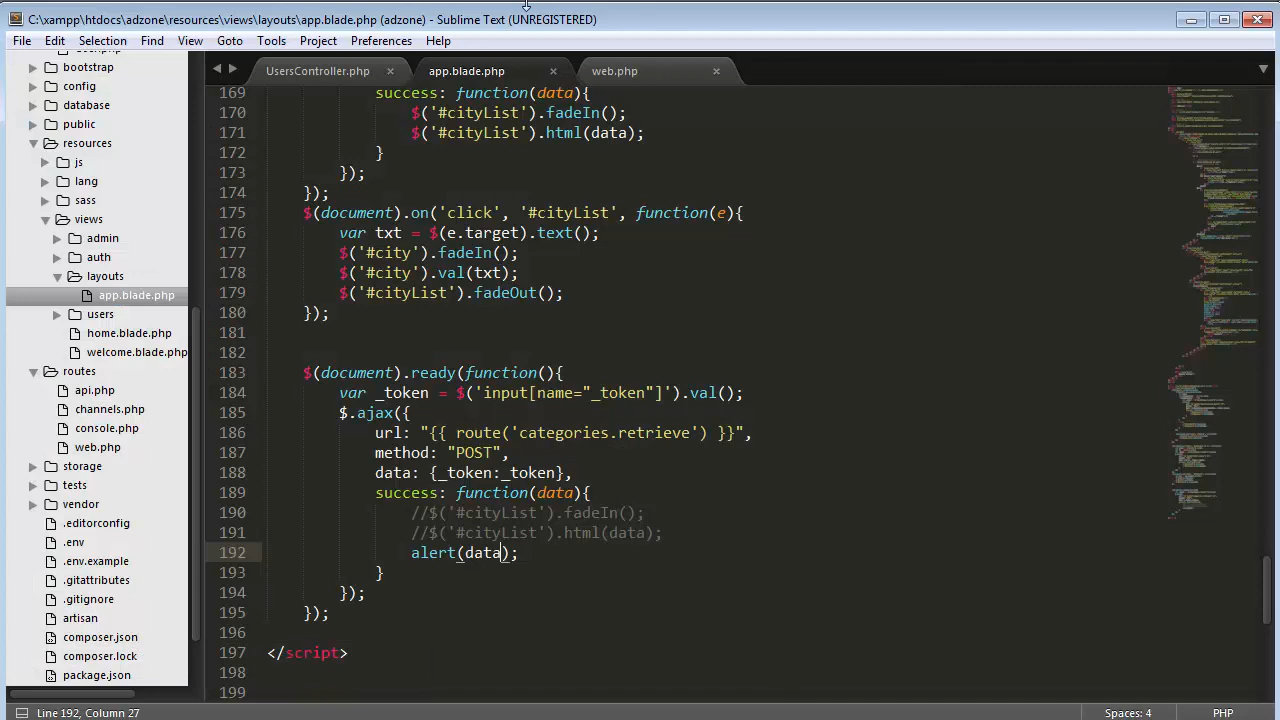 C:\xampp\htdocs\adzone\resources\views\layouts\app.blade.php (adzone) - Sublime Text (UNREGISTERED)
File Edit Selection Find View Goto Tools Project Preferences Help
bootstrap
config
database
public
resources
js
lang
sass
views
admin
auth
layouts
app.blade.php
users
home.blade.php
welcome.blade.php
routes
api.php
channels.php
console.php
web.php
storage
tests
vendor
.editorconfig
.env
.env.example
.gitattributes
.gitignore
artisan
composer.json
composer.lock
package.json
UsersController.php app.blade.php web.php
169 success: function(data){
170 $('#cityList').fadeIn();
171 $('#cityList').html(data);
172 }
173 });
174 });
175 $(document).on('click', '#cityList', function(e){
176 var txt = $(e.target).text();
177 $('#city').fadeIn();
178 $('#city').val(txt);
179 $('#cityList').fadeOut();
180 });
181
182
183 $(document).ready(function(){
184 var _token = $('input[name="_token"]').val();
185 $.ajax({
186 url: "{{ route('categories.retrieve') }}",
187 method: "POST",
188 data: {_token:_token},
189 success: function(data){
190 //$('#cityList').fadeIn();
191 //$('#cityList').html(data);
192 alert(data);
193 }
194 });
195 });
196
197 </script>
198
199
Line 192, Column 27 Spaces: 4 PHP